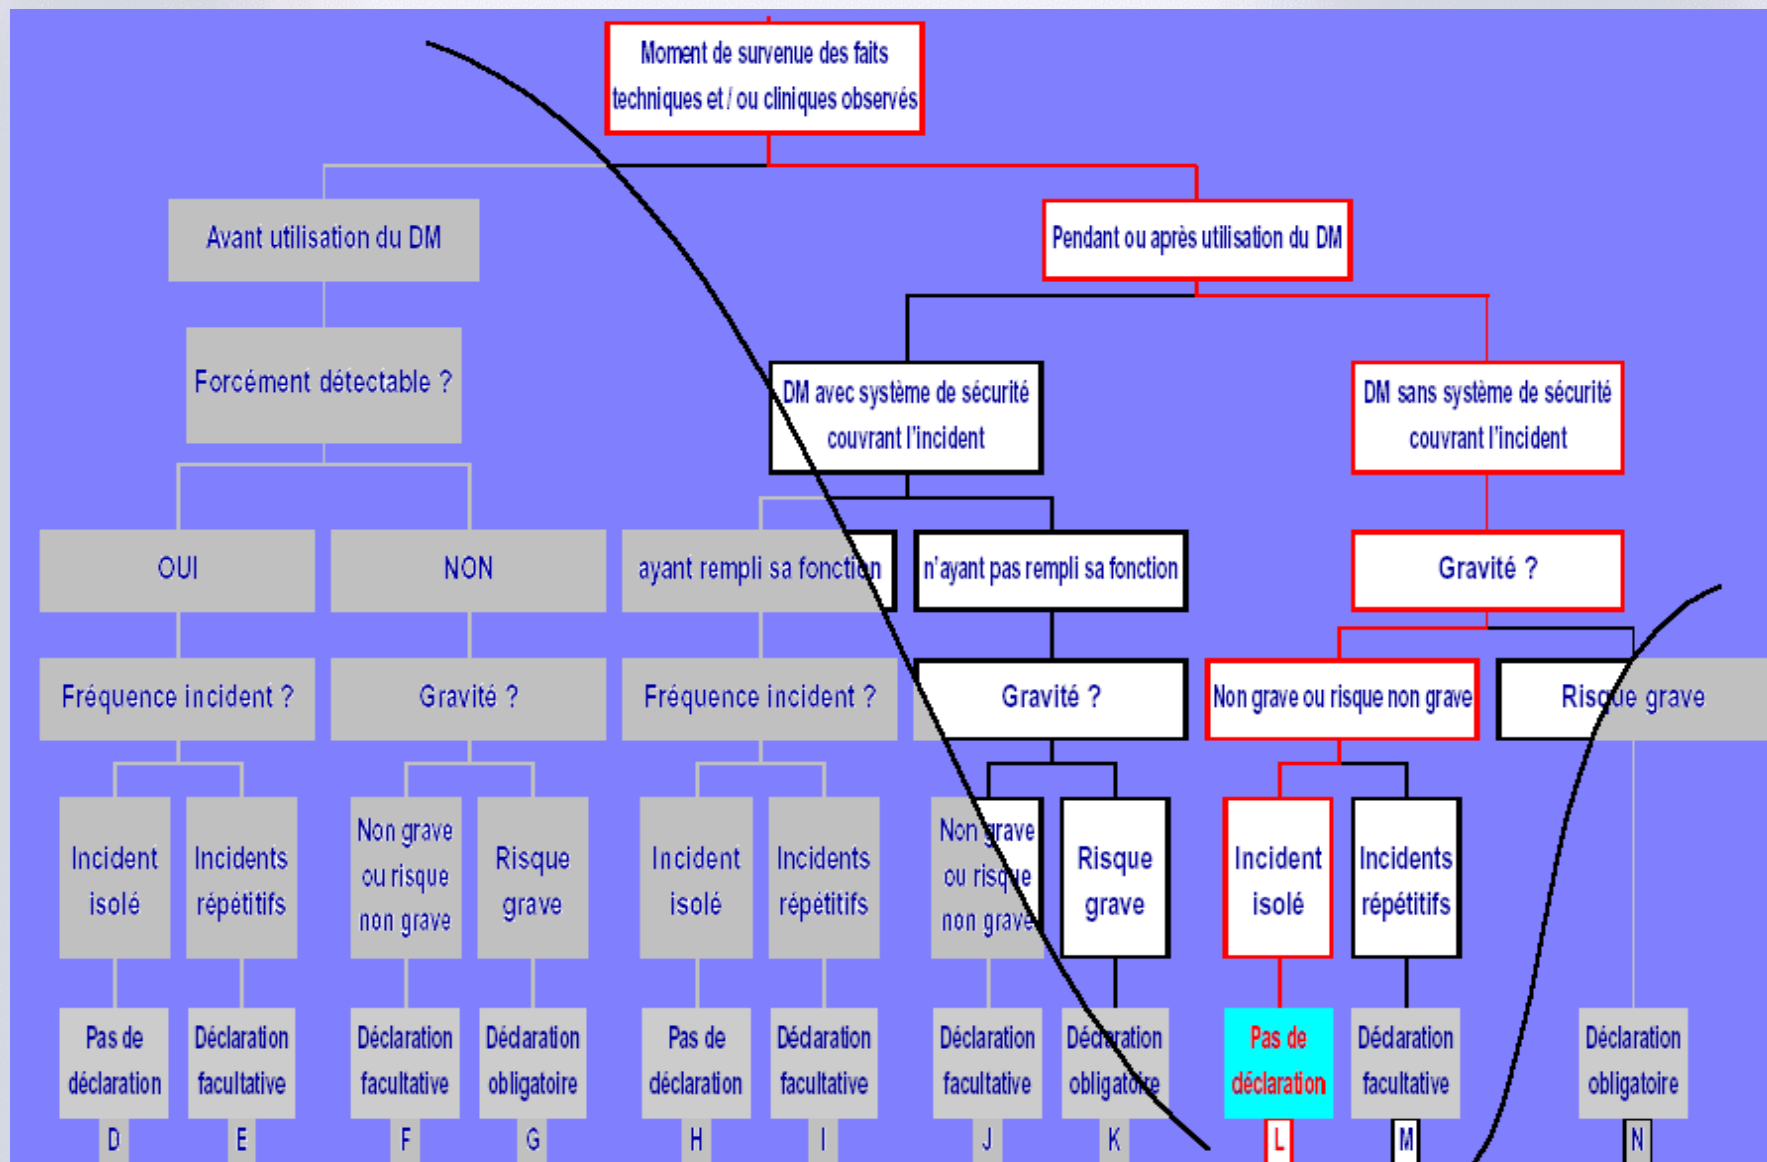 Moment de survenue des faits
techniques et / ou cliniques observés
Avant utilisation du DM
Pendant ou après utilisation du DM
Forcément détectable ?
DM avec système de sécurité
couvrant l'incident
DM sans système de sécurité
couvrant l'incident
OUI
NON
ayant rempli sa fonction
n'ayant pas rempli sa fonction
Gravité ?
Fréquence incident ?
Gravité ?
Fréquence incident ?
Gravité ?
Non grave ou risque non grave
Risque grave
Incident
isolé
Incidents
répétitifs
Non grave
ou risque
non grave
Risque
grave
Incident
isolé
Incidents
répétitifs
Non grave
ou risque
non grave
Risque
grave
Incident
isolé
Incidents
répétitifs
Pas de
déclaration
Déclaration
facultative
Déclaration
facultative
Déclaration
obligatoire
Pas de
déclaration
Déclaration
facultative
Déclaration
facultative
Déclaration
obligatoire
Pas de
déclaration
Déclaration
facultative
Déclaration
obligatoire
D
E
F
G
H
I
J
K
L
M
N